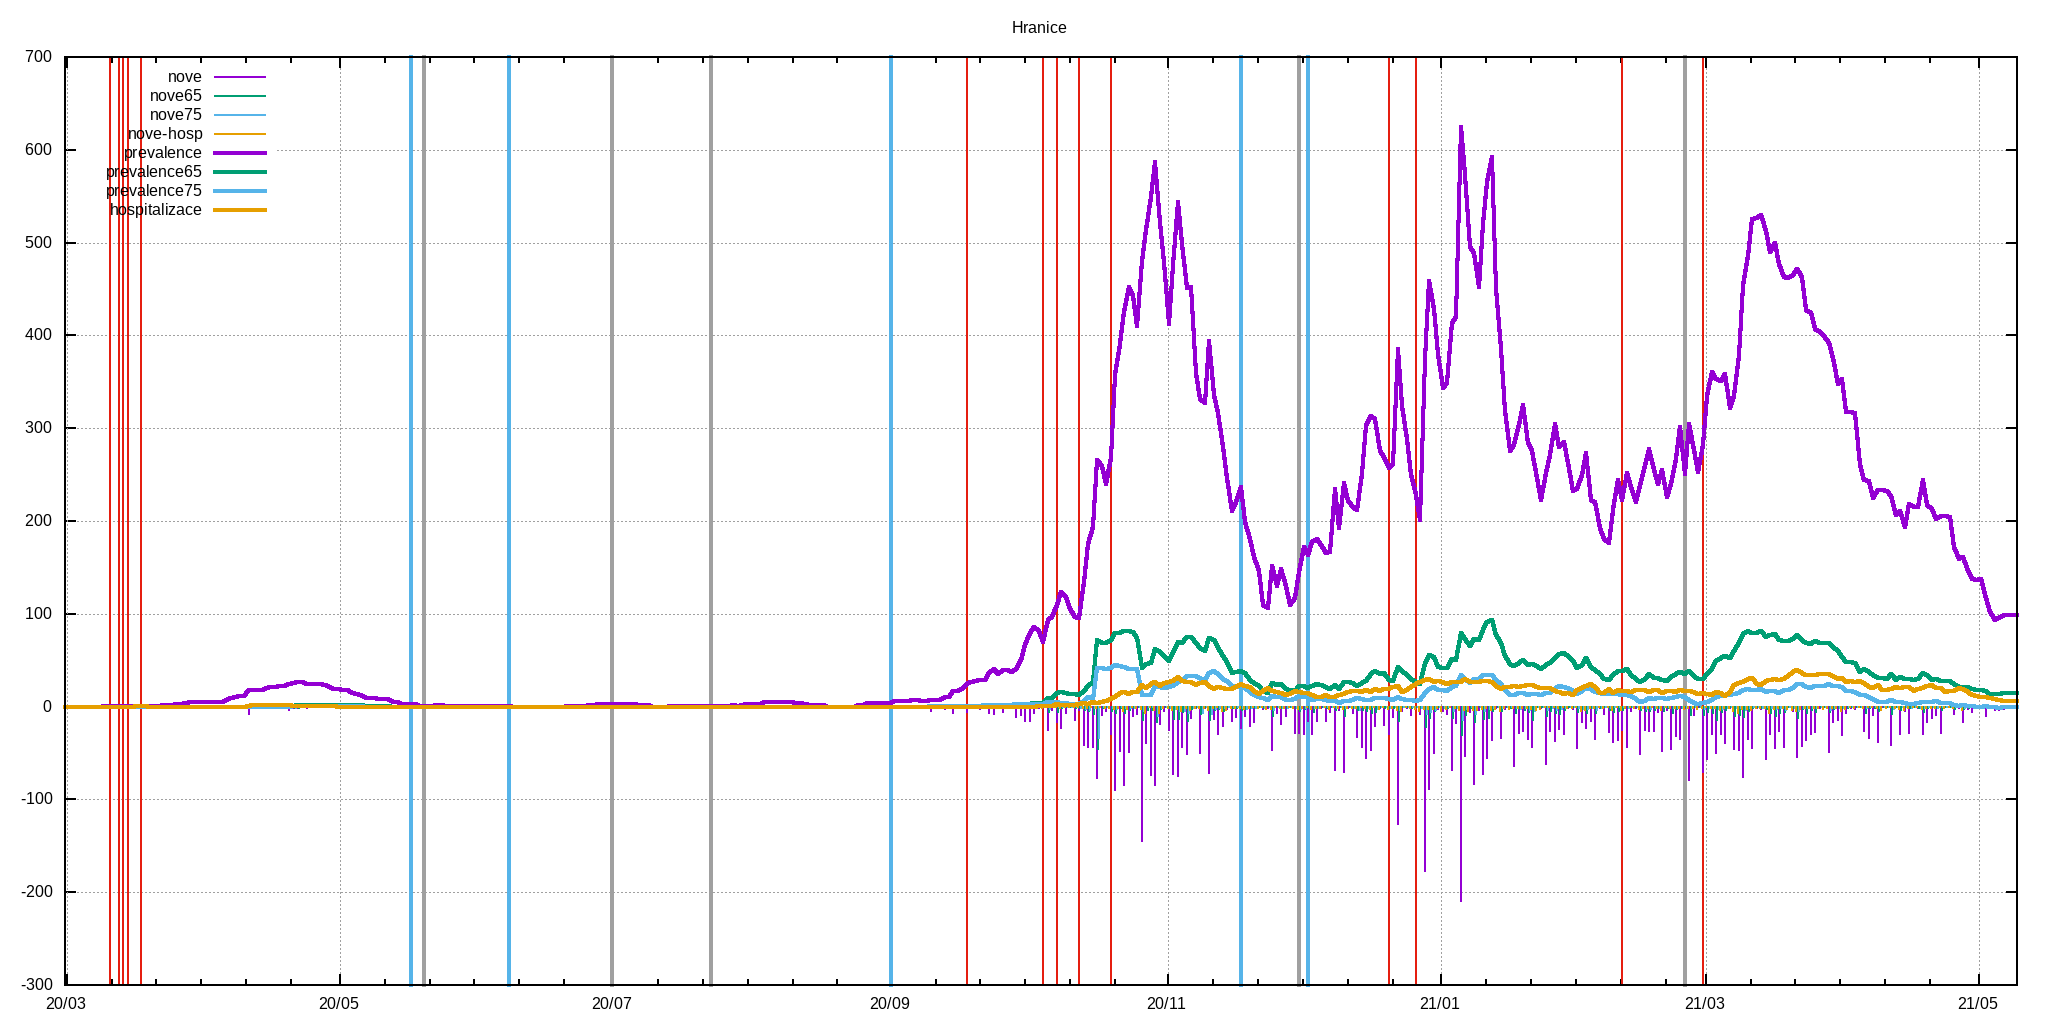 Hranice
700
600
500
400
300
200
100
0
-100
-200
-300
nove
nove65
nove75
nove-hosp
prevalence
prevalence65
prevalence75
hospitalizace
20/03 20/05 20/07 20/09 20/11 21/01 21/03 21/05